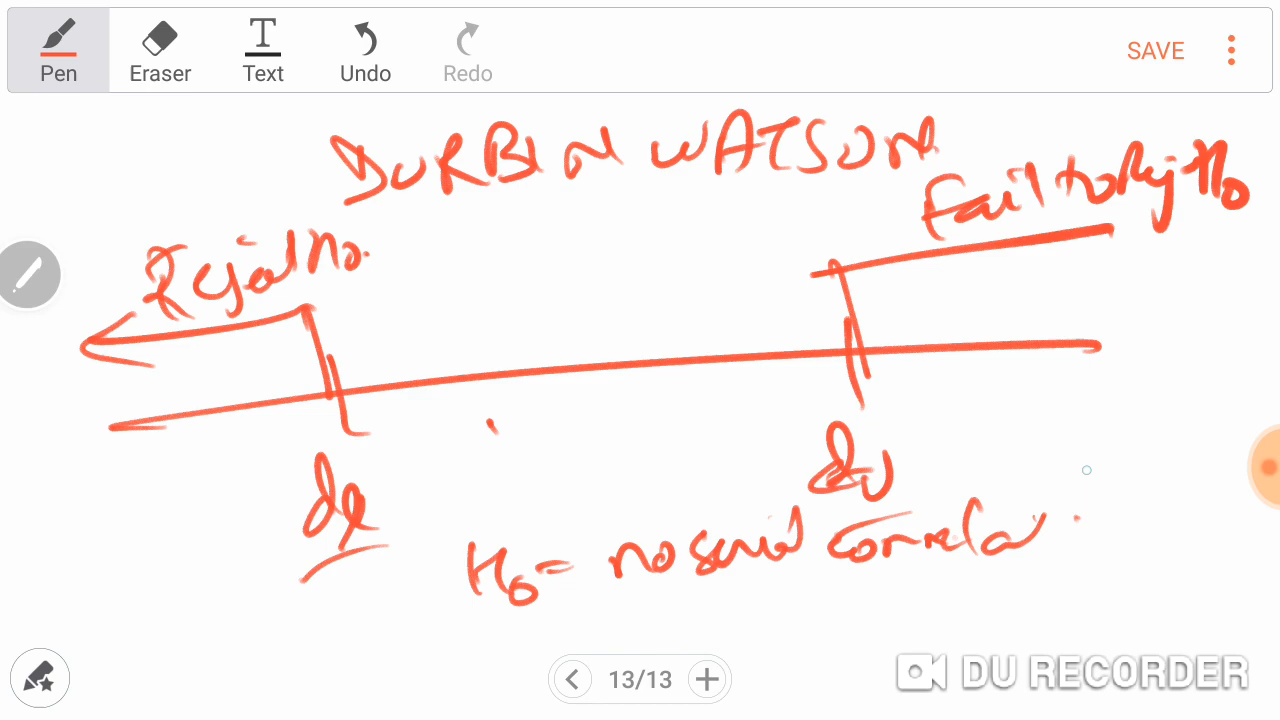 Pen Eraser Text Undo Redo SAVE
DURBIN WATSON
Fail to Rej H0
Reject H0.
dl
du
H0 = no serial correla
13/13
DU RECORDER